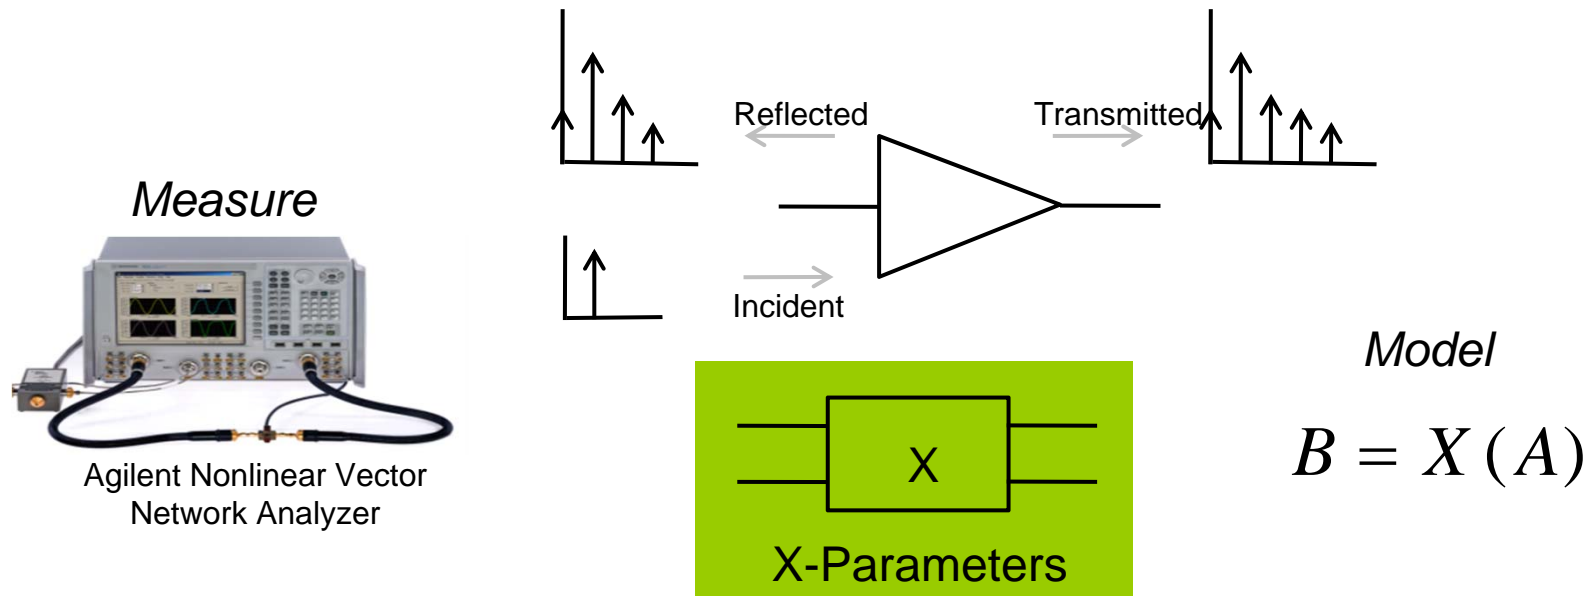 Reflected
Transmitted
Measure
Incident
Model
X
B = X (A)
Agilent Nonlinear Vector
Network Analyzer
X-Parameters